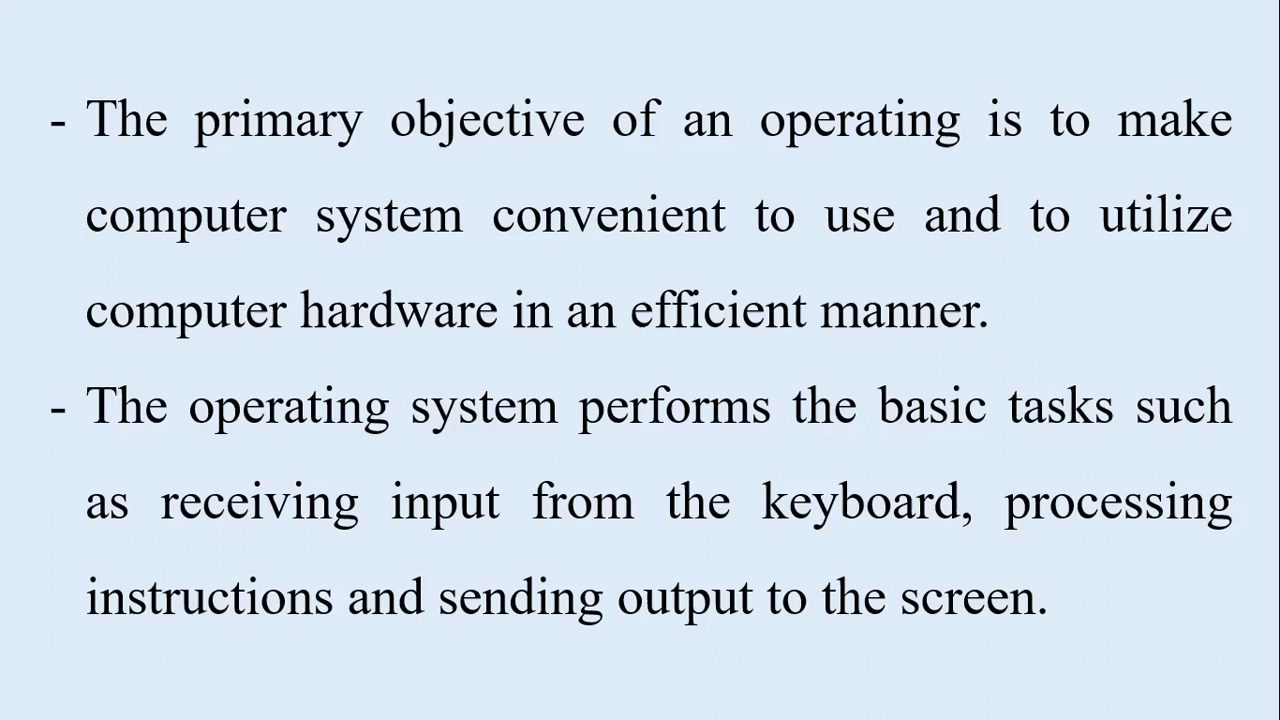 - The primary objective of an operating is to make
computer system convenient to use and to utilize
computer hardware in an efficient manner.
- The operating system performs the basic tasks such
as receiving input from the keyboard, processing
instructions and sending output to the screen.